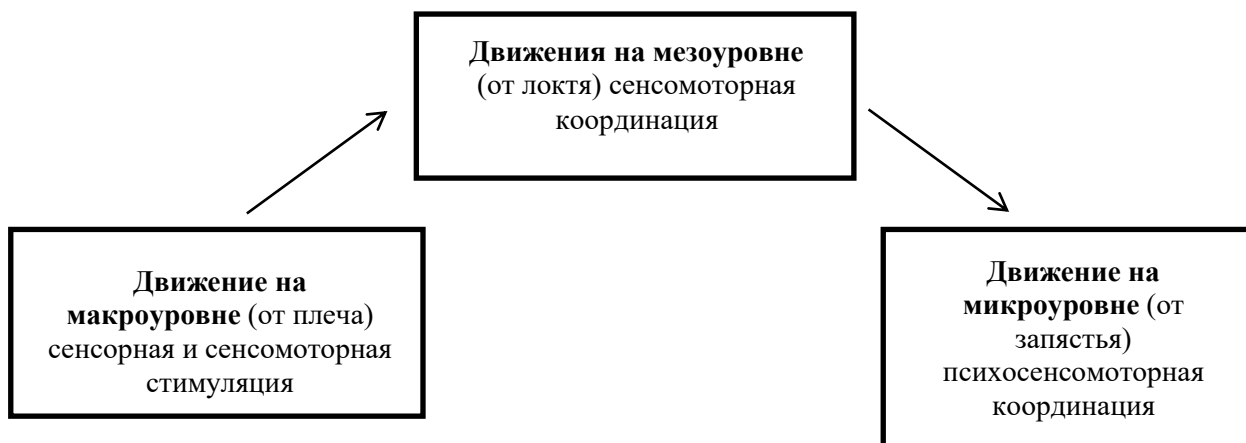 Движения на мезоуровне
(от локтя) сенсомоторная
координация
Движение на
макроуровне (от плеча)
сенсорная и сенсомоторная
стимуляция
Движение на
микроуровне (от
запястья)
психосенсомоторная
координация